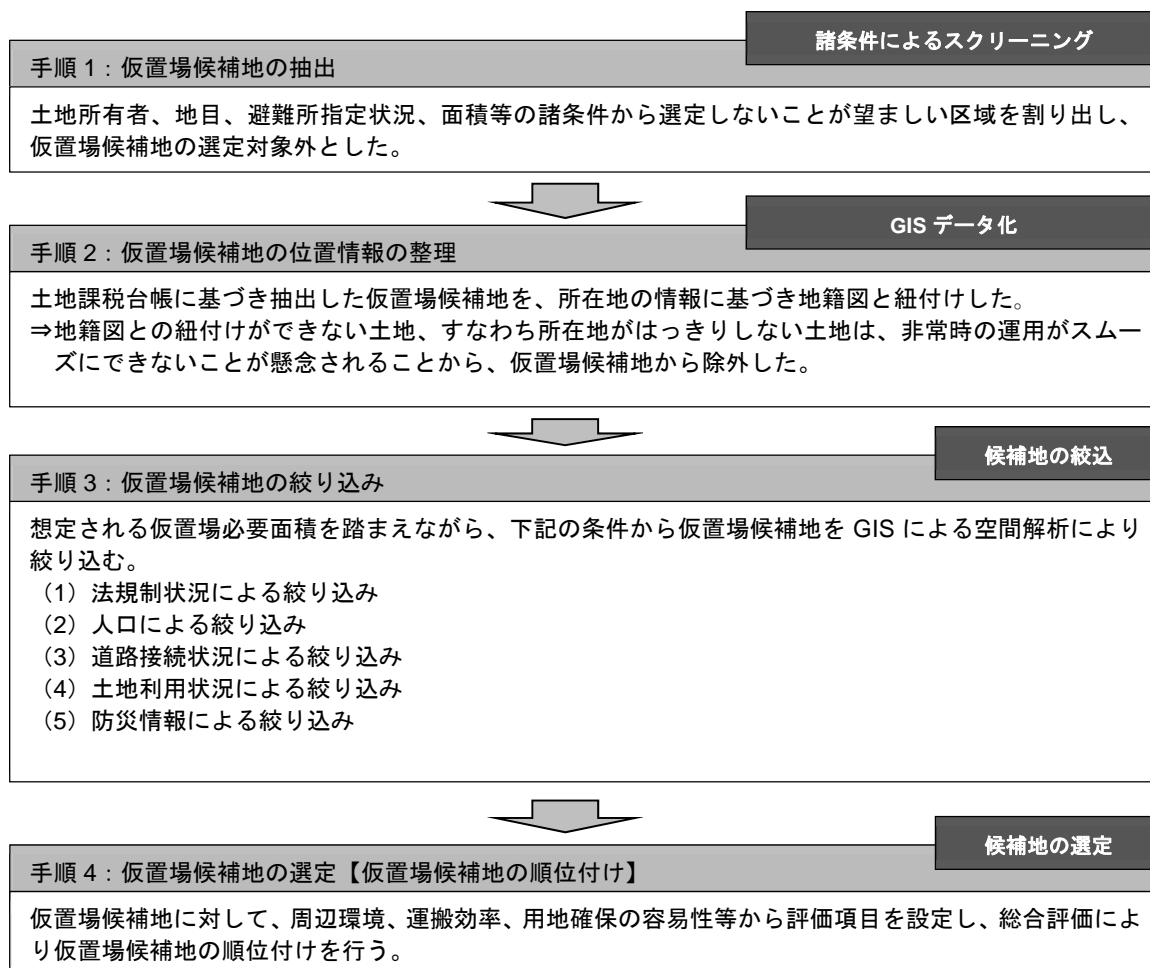 諸条件によるスクリーニング
手順1：仮置場候補地の抽出
土地所有者、地目、避難所指定状況、面積等の諸条件から選定しないことが望ましい区域を割り出し、
仮置場候補地の選定対象外とした。
GIS データ化
手順2：仮置場候補地の位置情報の整理
土地課税台帳に基づき抽出した仮置場候補地を、所在地の情報に基づき地籍図と紐付けした。
⇒地籍図との紐付けができない土地、すなわち所在地がはっきりしない土地は、非常時の運用がスムー
ズにできないことが懸念されることから、仮置場候補地から除外した。
候補地の絞込
手順3：仮置場候補地の絞り込み
想定される仮置場必要面積を踏まえながら、下記の条件から仮置場候補地を GIS による空間解析により
絞り込む。
（1）法規制状況による絞り込み
（2）人口による絞り込み
（3）道路接続状況による絞り込み
（4）土地利用状況による絞り込み
（5）防災情報による絞り込み
候補地の選定
手順4：仮置場候補地の選定【仮置場候補地の順位付け】
仮置場候補地に対して、周辺環境、運搬効率、用地確保の容易性等から評価項目を設定し、総合評価によ
り仮置場候補地の順位付けを行う。